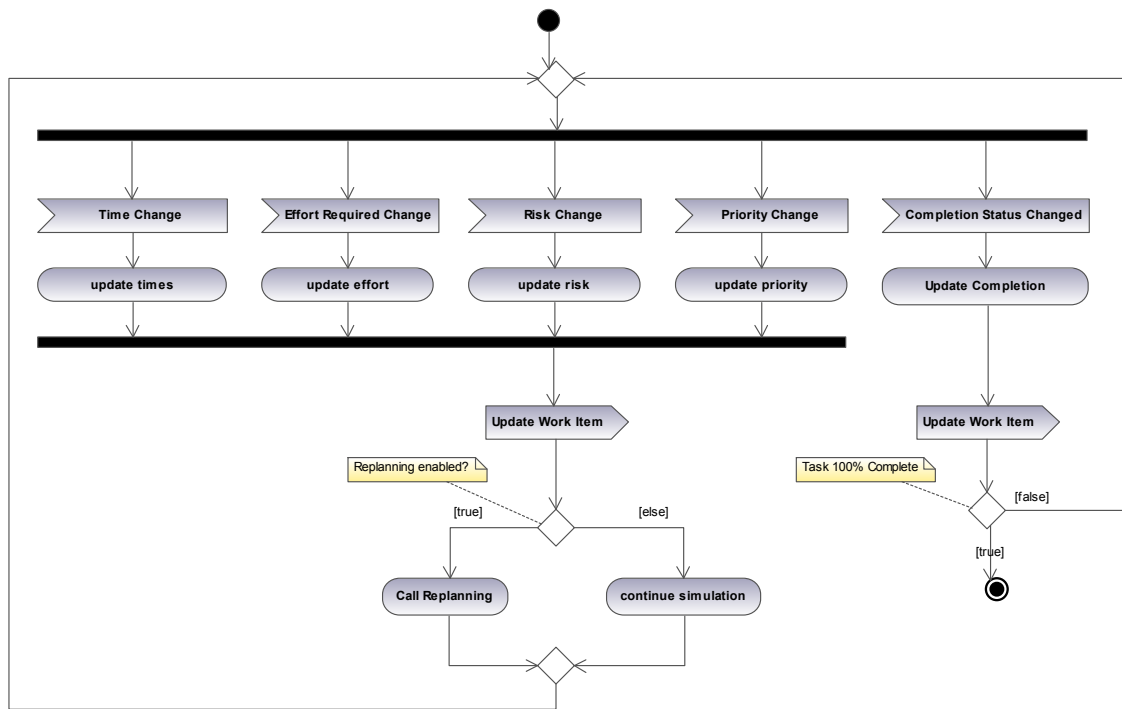 Time Change
Effort Required Change
Risk Change
Priority Change
Completion Status Changed
update times
update effort
update risk
update priority
Update Completion
Update Work Item
Update Work Item
Replanning enabled?
Task 100% Complete
[true]
[else]
[false]
[true]
Call Replanning
continue simulation